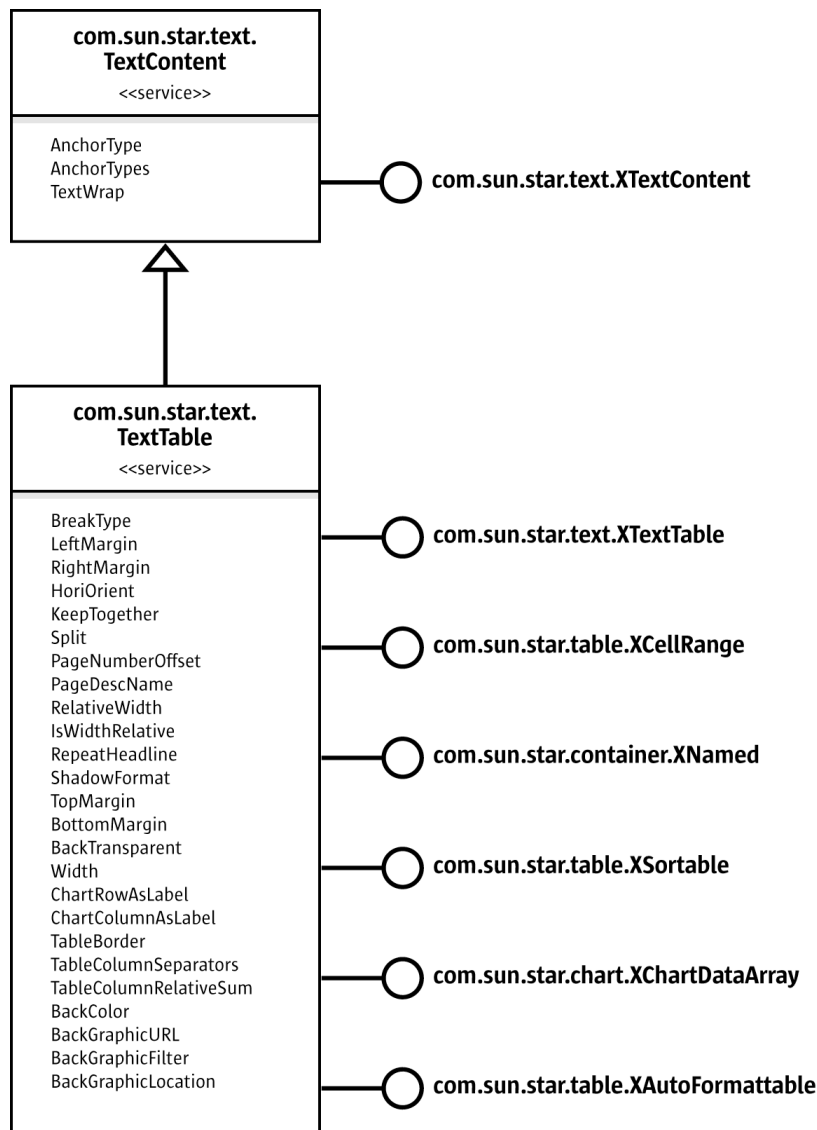 com.sun.star.text.
TextContent
<<service>>
AnchorType
AnchorTypes
TextWrap
com.sun.star.text.XTextContent
com.sun.star.text.
TextTable
<<service>>
BreakType
LeftMargin
RightMargin
HoriOrient
KeepTogether
Split
PageNumberOffset
PageDescName
RelativeWidth
IsWidthRelative
RepeatHeadline
ShadowFormat
TopMargin
BottomMargin
BackTransparent
Width
ChartRowAsLabel
ChartColumnAsLabel
TableBorder
TableColumnSeparators
TableColumnRelativeSum
BackColor
BackGraphicURL
BackGraphicFilter
BackGraphicLocation
com.sun.star.text.XTextTable
com.sun.star.table.XCellRange
com.sun.star.container.XNamed
com.sun.star.table.XSortable
com.sun.star.chart.XChartDataArray
com.sun.star.table.XAutoFormattable